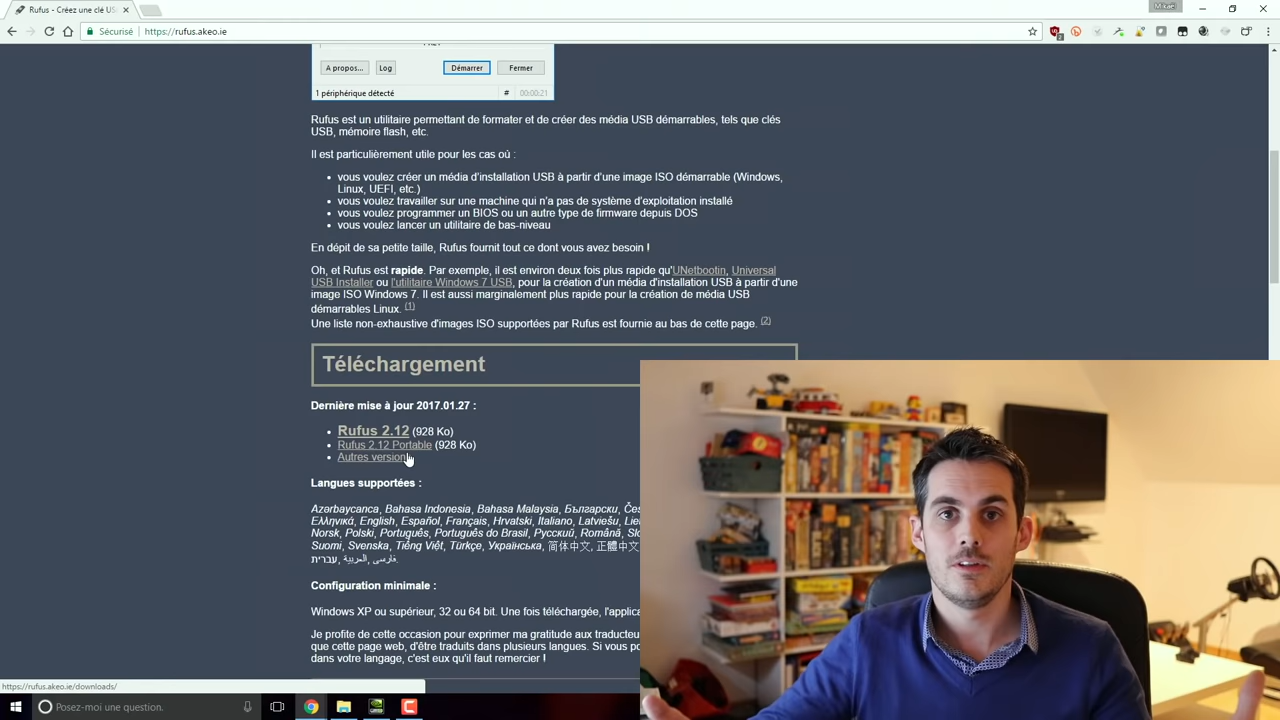 Rufus - Créez une clé US
Mikael
Sécurisé
https://rufus.akeo.ie
A propos...
Log
Démarrer
Fermer
1 périphérique détecté
#
00:00:21
Rufus est un utilitaire permettant de formater et de créer des média USB démarrables, tels que clés
USB, mémoire flash, etc.
Il est particulièrement utile pour les cas où :
vous voulez créer un média d'installation USB à partir d'une image ISO démarrable (Windows,
Linux, UEFI, etc.)
vous voulez travailler sur une machine qui n'a pas de système d'exploitation installé
vous voulez programmer un BIOS ou un autre type de firmware depuis DOS
vous voulez lancer un utilitaire de bas-niveau
En dépit de sa petite taille, Rufus fournit tout ce dont vous avez besoin !
Oh, et Rufus est rapide. Par exemple, il est environ deux fois plus rapide qu'UNetbootin, Universal
USB Installer ou l'utilitaire Windows 7 USB, pour la création d'un média d'installation USB à partir d'une
image ISO Windows 7. Il est aussi marginalement plus rapide pour la création de média USB
démarrables Linux. (1)
Une liste non-exhaustive d'images ISO supportées par Rufus est fournie au bas de cette page. (2)
Téléchargement
Dernière mise à jour 2017.01.27 :
Rufus 2.12 (928 Ko)
Rufus 2.12 Portable (928 Ko)
Autres version
Langues supportées :
Azərbaycanca, Bahasa Indonesia, Bahasa Malaysia, Български, Čes
Ελληνικά, English, Español, Français, Hrvatski, Italiano, Latviešu, Liet
Norsk, Polski, Português, Português do Brasil, Русский, Română, Slo
Suomi, Svenska, Tiếng Việt, Türkçe, Українська, 简体中文, 正體中文
עברית, العربية, فارسی.
Configuration minimale :
Windows XP ou supérieur, 32 ou 64 bit. Une fois téléchargée, l'applica
Je profite de cette occasion pour exprimer ma gratitude aux traducteu
que cette page web, d'être traduits dans plusieurs langues. Si vous po
dans votre langage, c'est eux qu'il faut remercier !
https://rufus.akeo.ie/downloads/
Posez-moi une question.